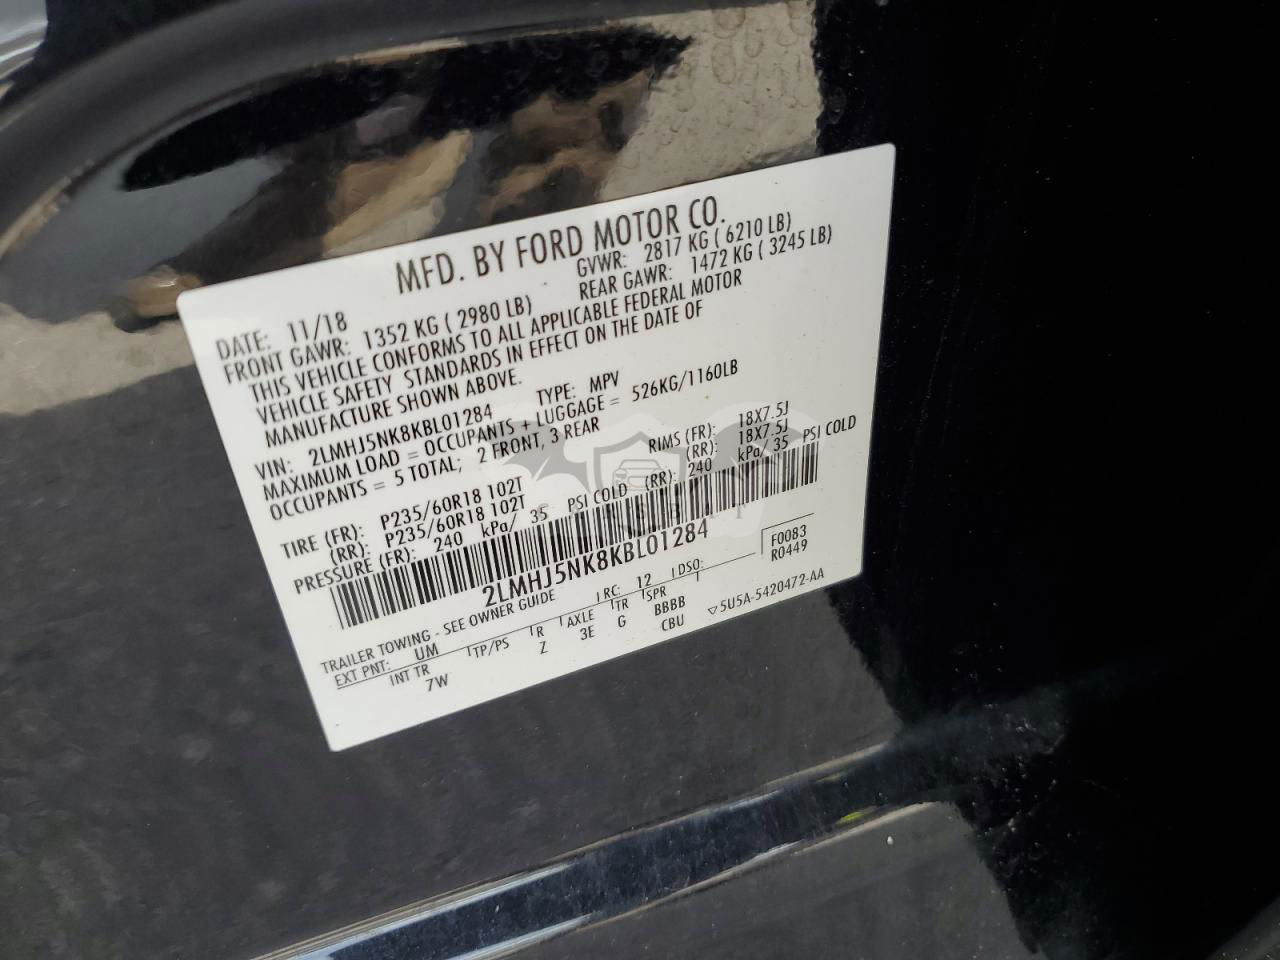 MFD. BY FORD MOTOR CO.
DATE: 11/18 GVWR: 2817 KG ( 6210 LB)
FRONT GAWR: 1352 KG ( 2980 LB) REAR GAWR: 1472 KG ( 3245 LB)
THIS VEHICLE CONFORMS TO ALL APPLICABLE FEDERAL MOTOR
VEHICLE SAFETY STANDARDS IN EFFECT ON THE DATE OF
MANUFACTURE SHOWN ABOVE.
VIN: 2LMHJ5NK8KBL01284 TYPE: MPV
MAXIMUM LOAD = OCCUPANTS + LUGGAGE = 526KG/1160LB
OCCUPANTS = 5 TOTAL; 2 FRONT, 3 REAR
TIRE (FR): P235/60R18 102T RIMS (FR): 18X7.5J
(RR): P235/60R18 102T (RR): 18X7.5J
PRESSURE (FR): 240 kPa/ 35 PSI COLD (RR): 240 kPa/ 35 PSI COLD
2LMHJ5NK8KBL01284
TRAILER TOWING - SEE OWNER GUIDE
F0083
R0449
EXT PNT: UM RC: 12 DSO:
INT TR TP/PS R AXLE TR SPR
7W Z 3E G BBBB
CBU
▽5U5A-5420472-AA